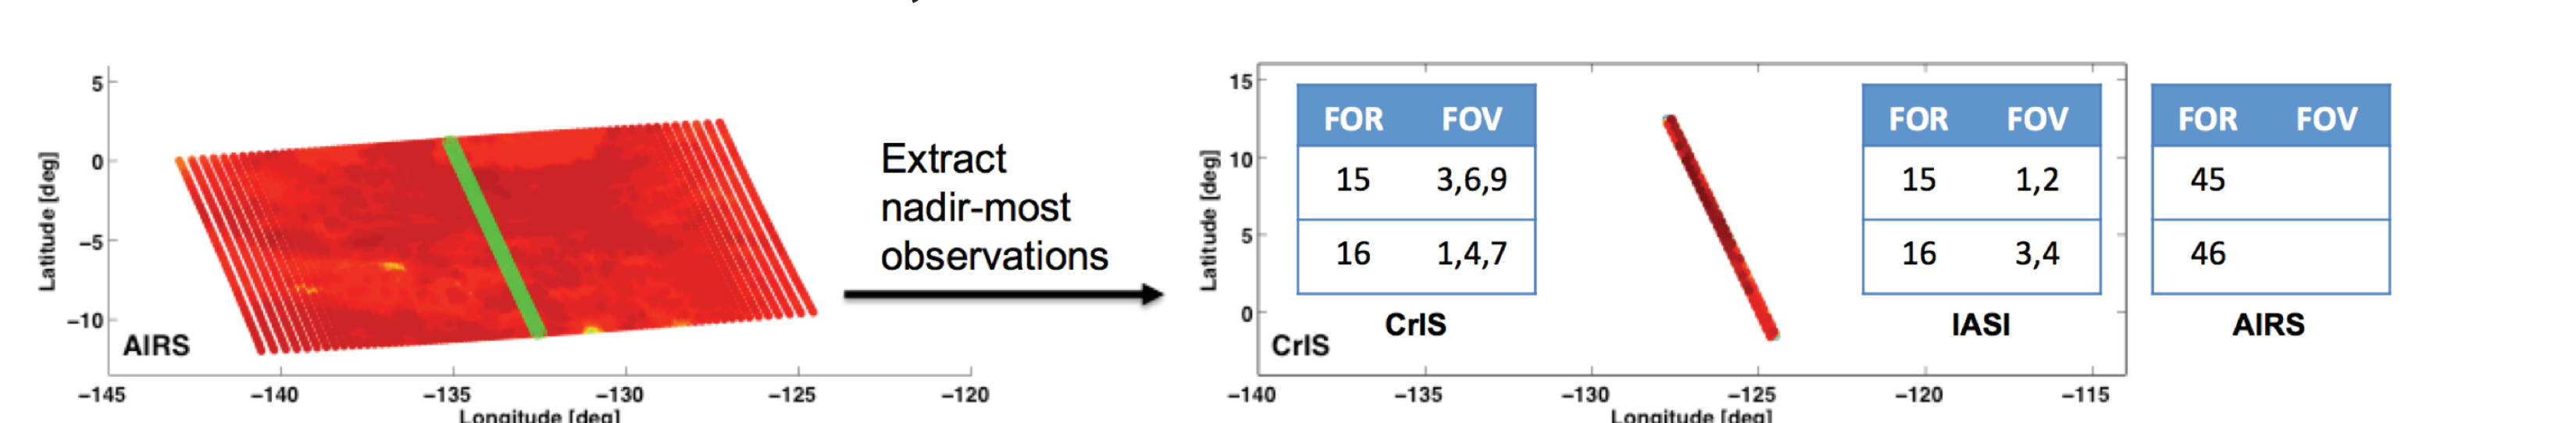 5
0
−5
−10
Latitude [deg]
AIRS
−145
−140
−135
−130
−125
−120
Longitude [deg]
Extract
nadir-most
observations
15
10
5
0
Latitude [deg]
FOR FOV
15 3,6,9
16 1,4,7
CrIS
CrIS
FOR FOV
15 1,2
16 3,4
IASI
FOR FOV
45
46
AIRS
−140
−135
−130
−125
−120
−115
Longitude [deg]